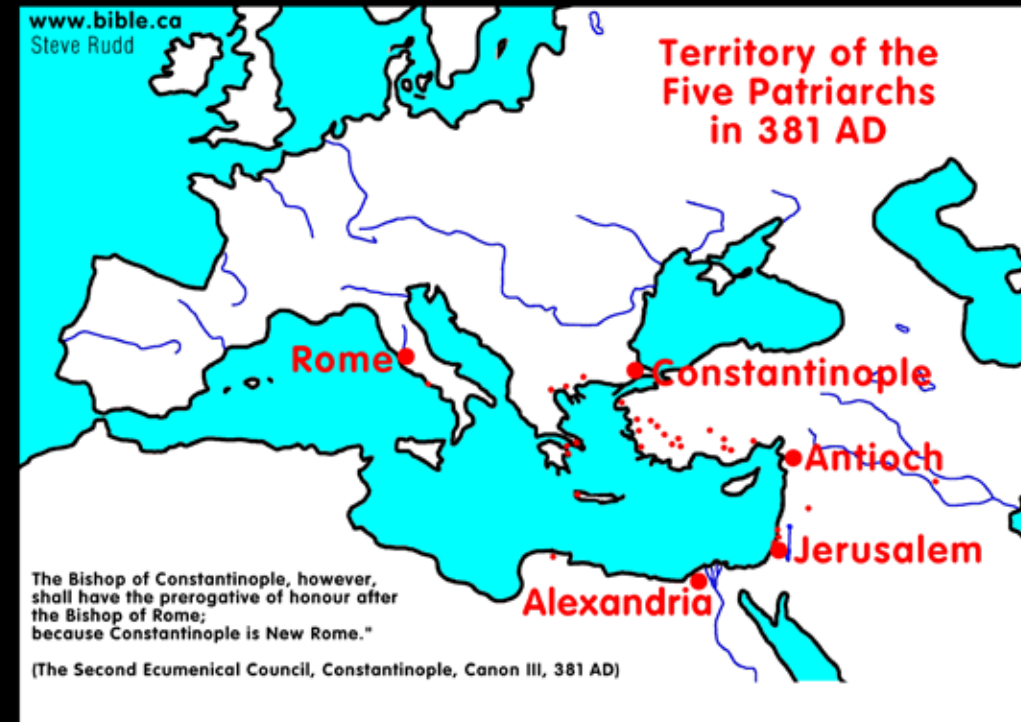 www.bible.ca
Steve Rudd
Territory of the
Five Patriarchs
in 381 AD
Rome
Constantinople
Antioch
Jerusalem
Alexandria
The Bishop of Constantinople, however,
shall have the prerogative of honour after
the Bishop of Rome;
because Constantinople is New Rome."
(The Second Ecumenical Council, Constantinople, Canon III, 381 AD)